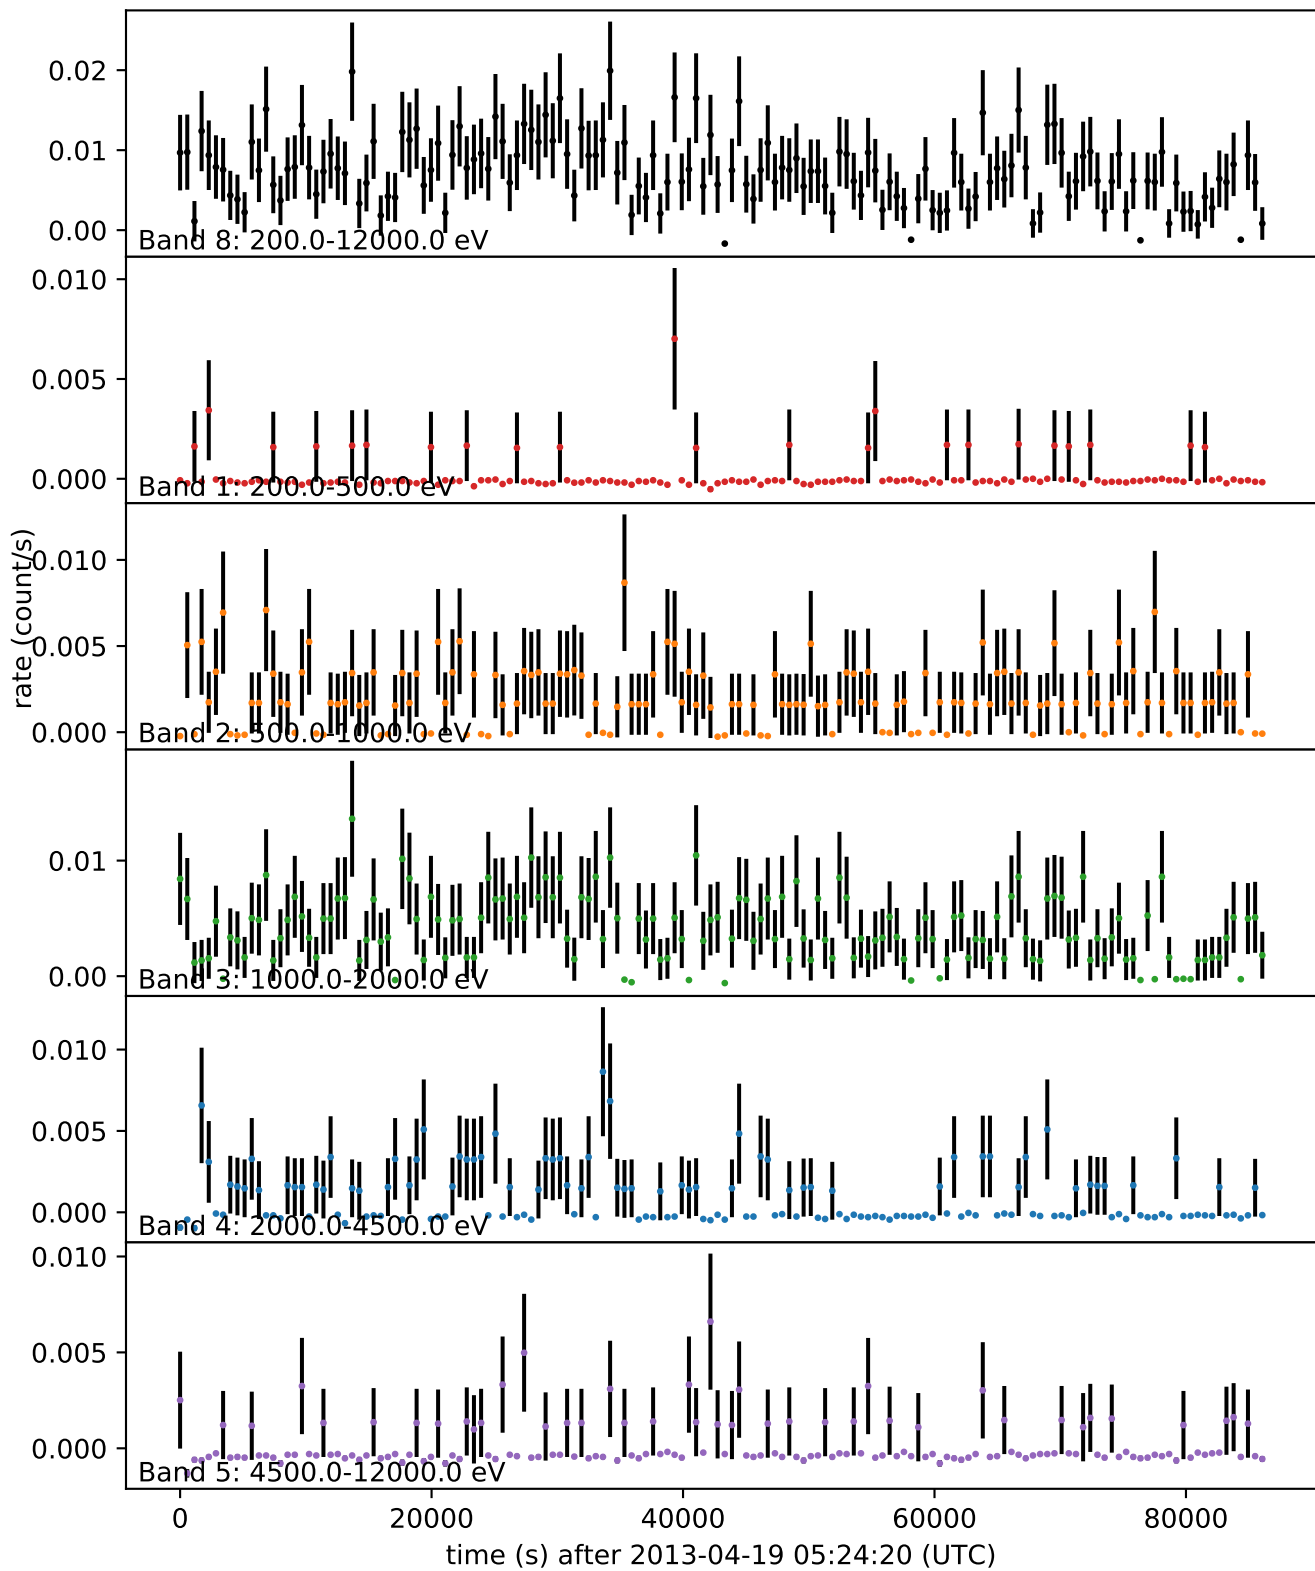 0.02
0.01
0.00
Band 8: 200.0-12000.0 eV
0.010
0.005
0.000
Band 1: 200.0-500.0 eV
rate (count/s)
0.010
0.005
0.000
Band 2: 500.0-1000.0 eV
0.01
0.00
Band 3: 1000.0-2000.0 eV
0.010
0.005
0.000
Band 4: 2000.0-4500.0 eV
0.010
0.005
0.000
Band 5: 4500.0-12000.0 eV
0 20000 40000 60000 80000
time (s) after 2013-04-19 05:24:20 (UTC)